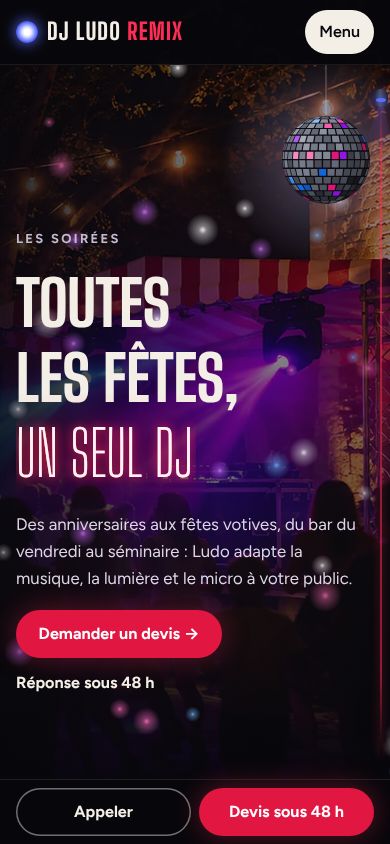 DJ LUDO REMIX
Menu
LES SOIRÉES
TOUTES
LES FÊTES,
UN SEUL DJ
Des anniversaires aux fêtes votives, du bar du
vendredi au séminaire : Ludo adapte la
musique, la lumière et le micro à votre public.
Demander un devis →
Réponse sous 48 h
Appeler
Devis sous 48 h